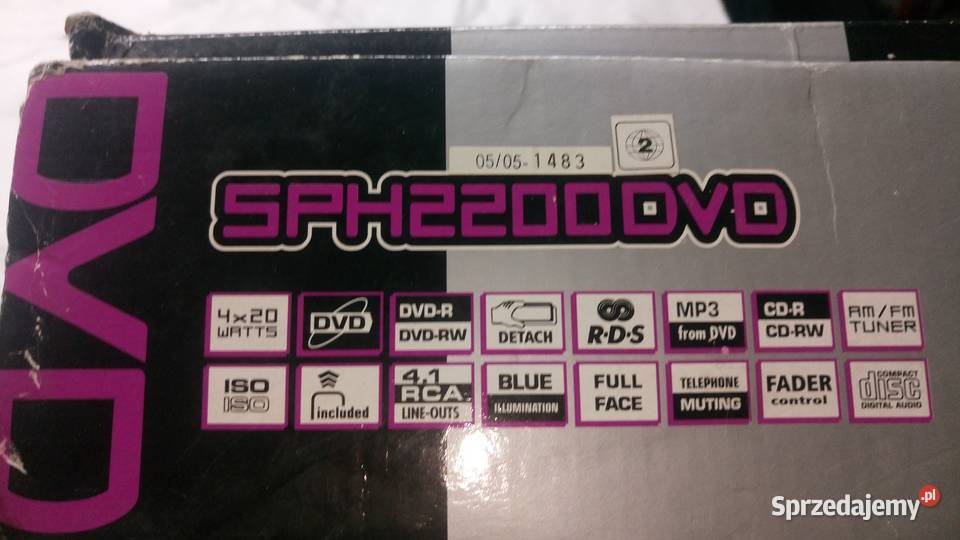 DVD
05/05-1483
2
SPH2200DVD
4x20
WATTS
DVD
DVD-R
DVD-RW
DETACH
R·D·S
MP3
from DVD
CD-R
CD-RW
AM/FM
TUNER
ISO
ISO
included
4.1
RCA
LINE-OUTS
BLUE
ILLUMINATION
FULL
FACE
TELEPHONE
MUTING
FADER
control
COMPACT
disc
DIGITAL AUDIO
Sprzedajemy.pl